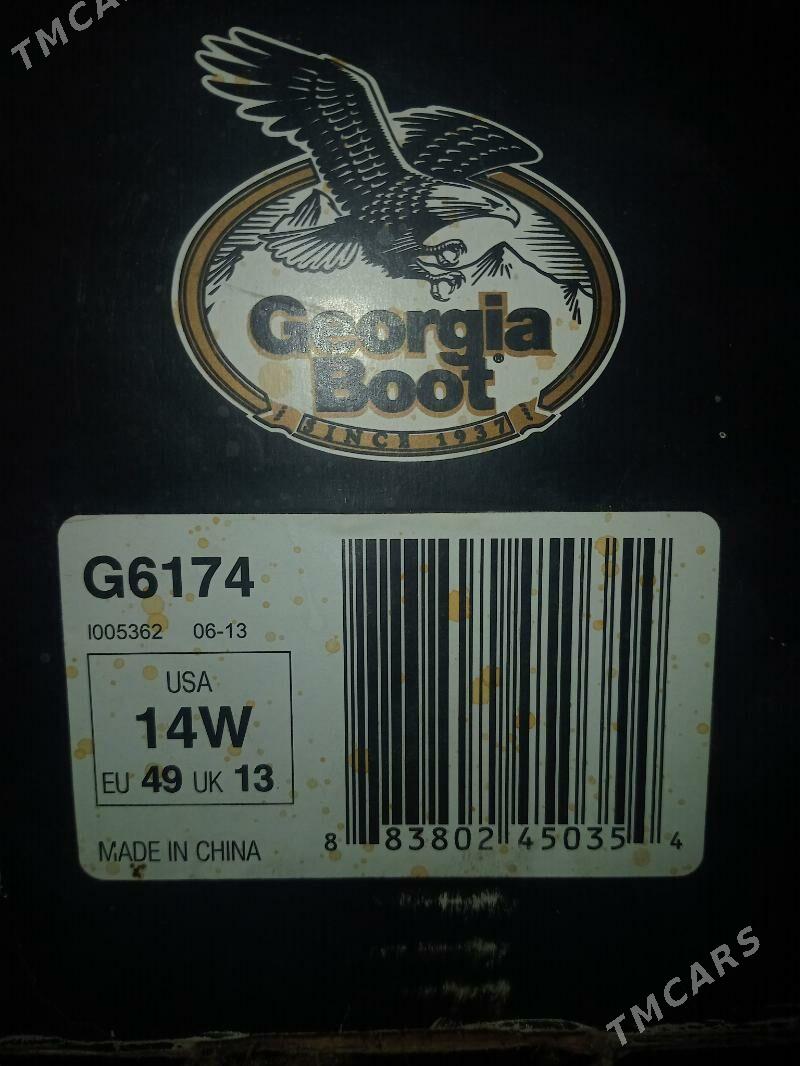 TMCARS
Georgia
Boot®
SINCE 1937
G6174
I005362 06-13
USA
14W
EU 49 UK 13
MADE IN CHINA
8 83802 45035 4
TMCARS